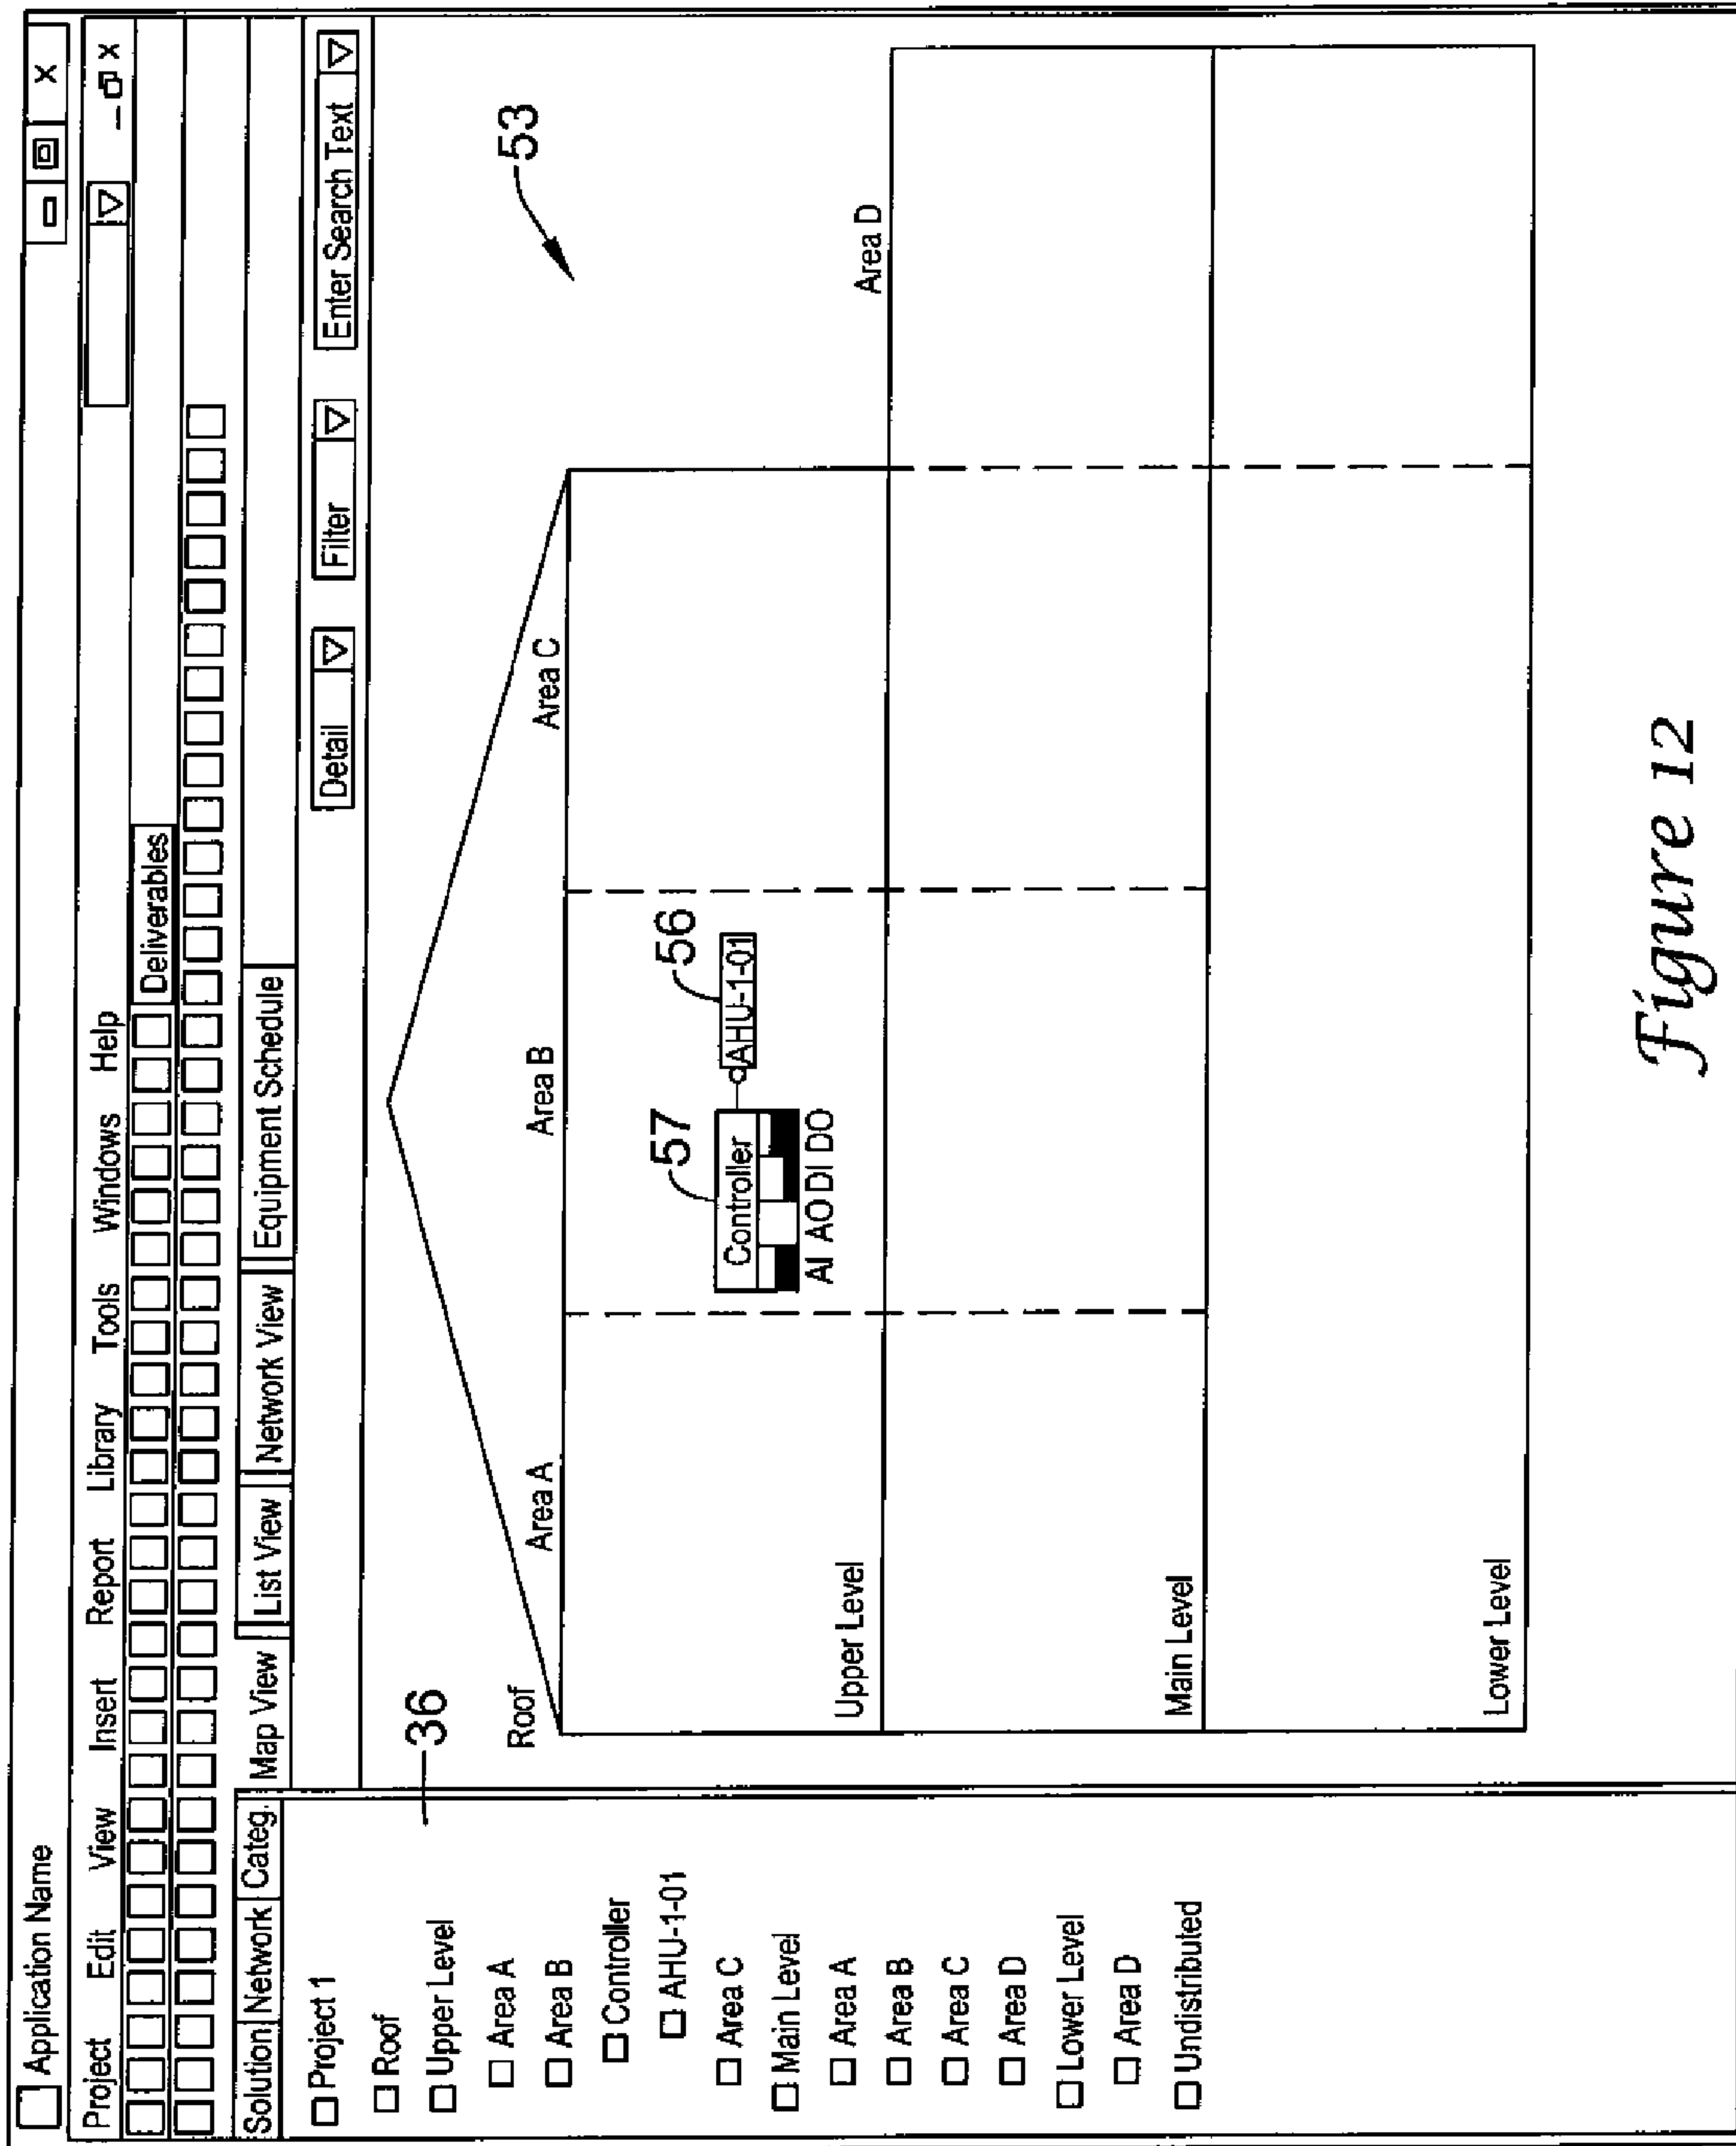 Application Name
X
Project Edit View Insert Report Library Tools Windows Help
X
Deliverables
Solution Network Categ. Map View List View Network View Equipment Schedule
Detail Filter Enter Search Text
Project 1
Roof
Upper Level
Area A
Area B
Controller
AHU-1-01
Area C
Main Level
Area A
Area B
Area C
Area D
Lower Level
Area D
Undistributed
36
53
Roof
Area A
Area B
Area C
57
56
Controller
AHU-1-01
AI AO DI DO
Upper Level
Area D
Main Level
Lower Level
Figure 12